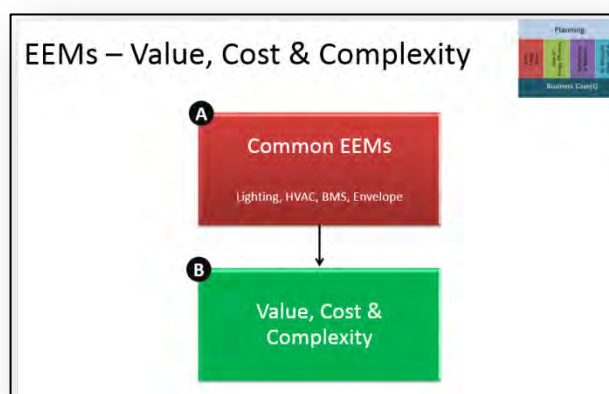 EEMs – Value, Cost & Complexity
Planning
Business Case(s)
A
Common EEMs
Lighting, HVAC, BMS, Envelope
B
Value, Cost &
Complexity